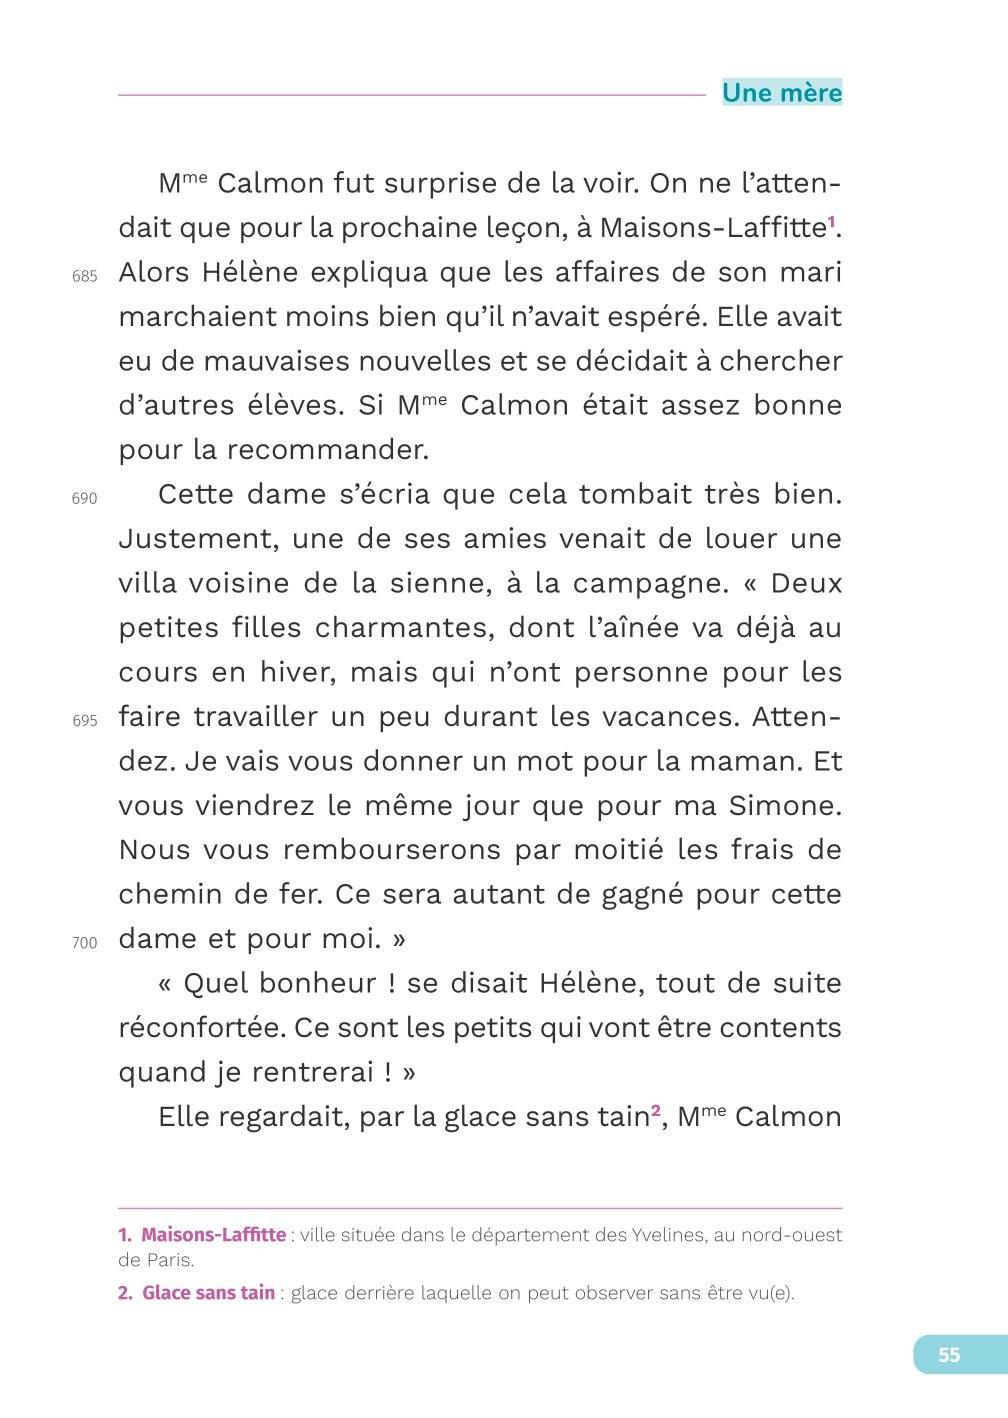 Une mère
Mme Calmon fut surprise de la voir. On ne l’atten-
dait que pour la prochaine leçon, à Maisons-Laffitte1.
685 Alors Hélène expliqua que les affaires de son mari
marchaient moins bien qu’il n’avait espéré. Elle avait
eu de mauvaises nouvelles et se décidait à chercher
d’autres élèves. Si Mme Calmon était assez bonne
pour la recommander.
690 Cette dame s’écria que cela tombait très bien.
Justement, une de ses amies venait de louer une
villa voisine de la sienne, à la campagne. « Deux
petites filles charmantes, dont l’aînée va déjà au
cours en hiver, mais qui n’ont personne pour les
695 faire travailler un peu durant les vacances. Atten-
dez. Je vais vous donner un mot pour la maman. Et
vous viendrez le même jour que pour ma Simone.
Nous vous rembourserons par moitié les frais de
chemin de fer. Ce sera autant de gagné pour cette
700 dame et pour moi. »
« Quel bonheur ! se disait Hélène, tout de suite
réconfortée. Ce sont les petits qui vont être contents
quand je rentrerai ! »
Elle regardait, par la glace sans tain2, Mme Calmon
1. Maisons-Laffitte : ville située dans le département des Yvelines, au nord-ouest
de Paris.
2. Glace sans tain : glace derrière laquelle on peut observer sans être vu(e).
55